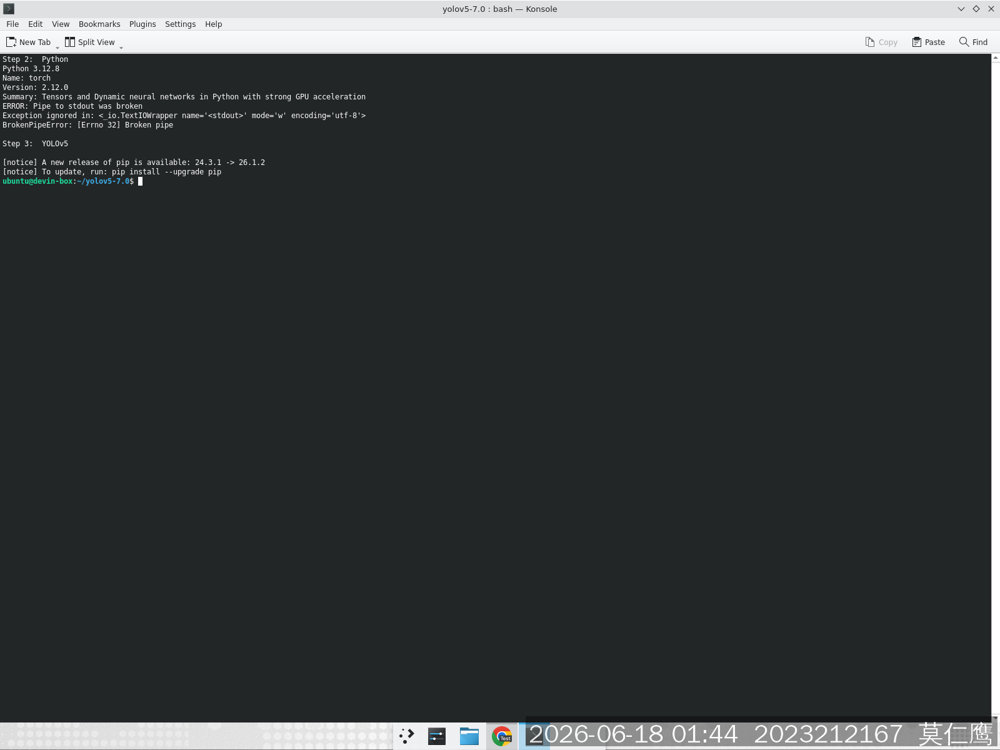 yolov5-7.0 : bash — Konsole
File Edit View Bookmarks Plugins Settings Help
New Tab Split View Copy Paste Find
Step 2:  Python
Python 3.12.8
Name: torch
Version: 2.12.0
Summary: Tensors and Dynamic neural networks in Python with strong GPU acceleration
ERROR: Pipe to stdout was broken
Exception ignored in: <_io.TextIOWrapper name='<stdout>' mode='w' encoding='utf-8'>
BrokenPipeError: [Errno 32] Broken pipe
Step 3:  YOLOv5
[notice] A new release of pip is available: 24.3.1 -> 26.1.2
[notice] To update, run: pip install --upgrade pip
ubuntu@devin-box:~/yolov5-7.0$
Test
2026-06-18 01:44 2023212167 莫仁鹰